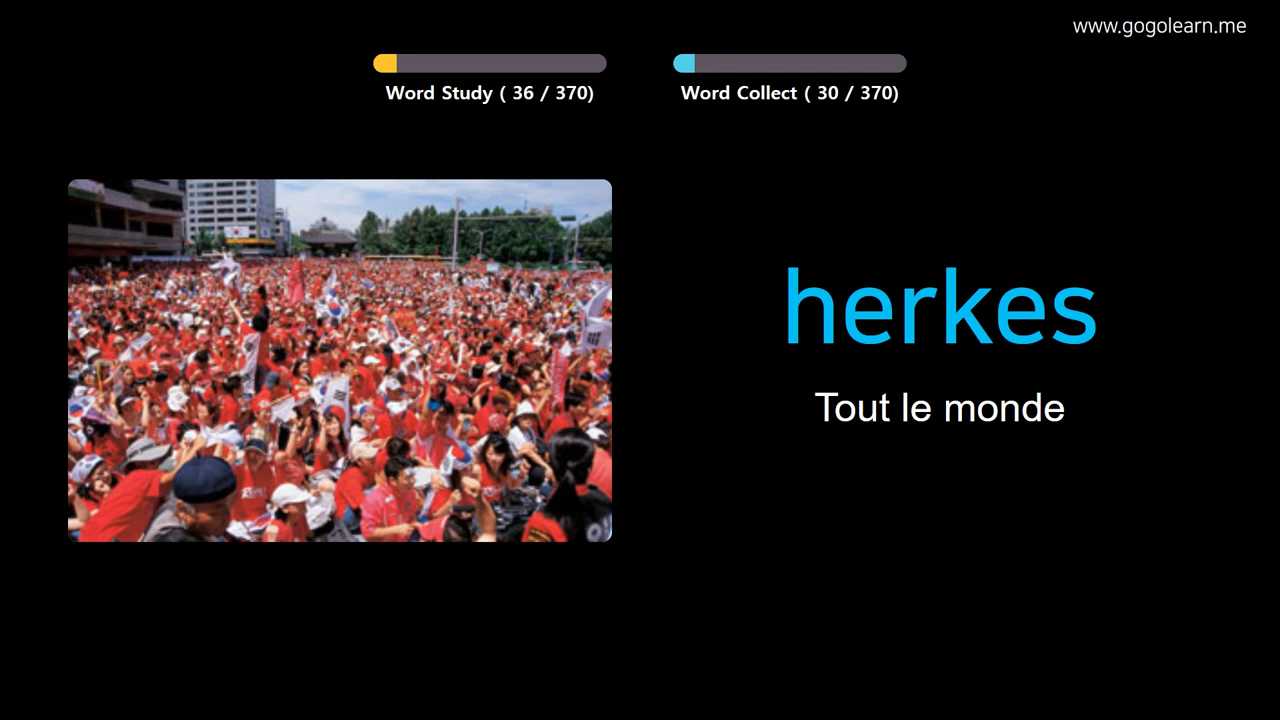 www.gogolearn.me
Word Study ( 36 / 370)
Word Collect ( 30 / 370)
herkes
Tout le monde